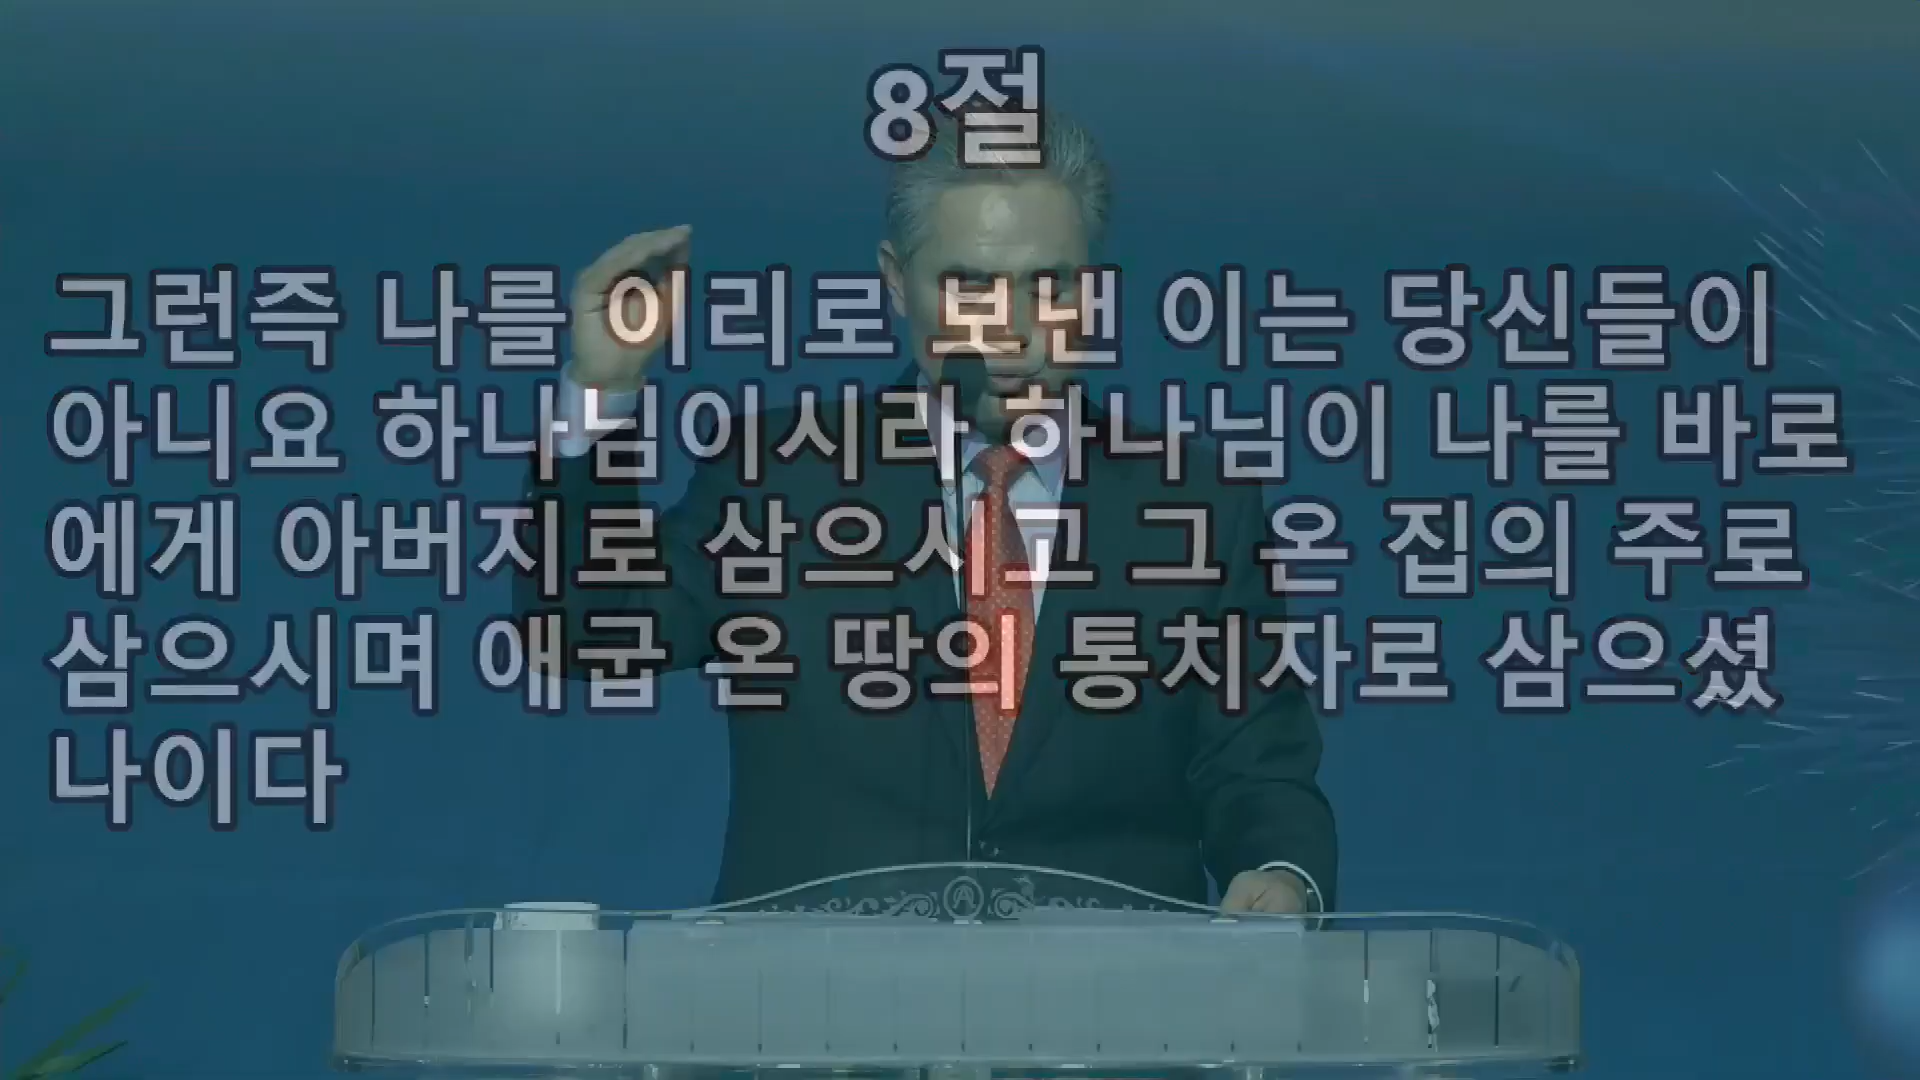 8절
그런즉 나를 이리로 보낸 이는 당신들이
아니요 하나님이시라 하나님이 나를 바로
에게 아버지로 삼으시고 그 온 집의 주로
삼으시며 애굽 온 땅의 통치자로 삼으셨
나이다